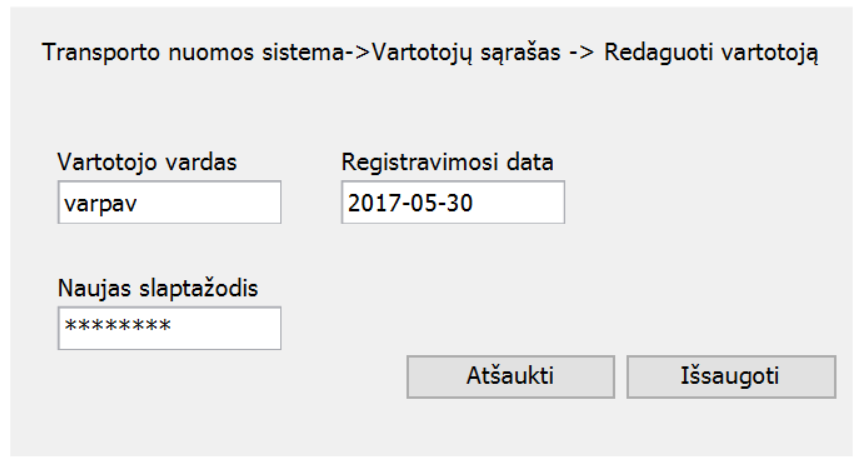 Transporto nuomos sistema->Vartotojų sąrašas -> Redaguoti vartotoją
Vartotojo vardas
Registravimosi data
varpav
2017-05-30
Naujas slaptažodis
********
Atšaukti
Išsaugoti